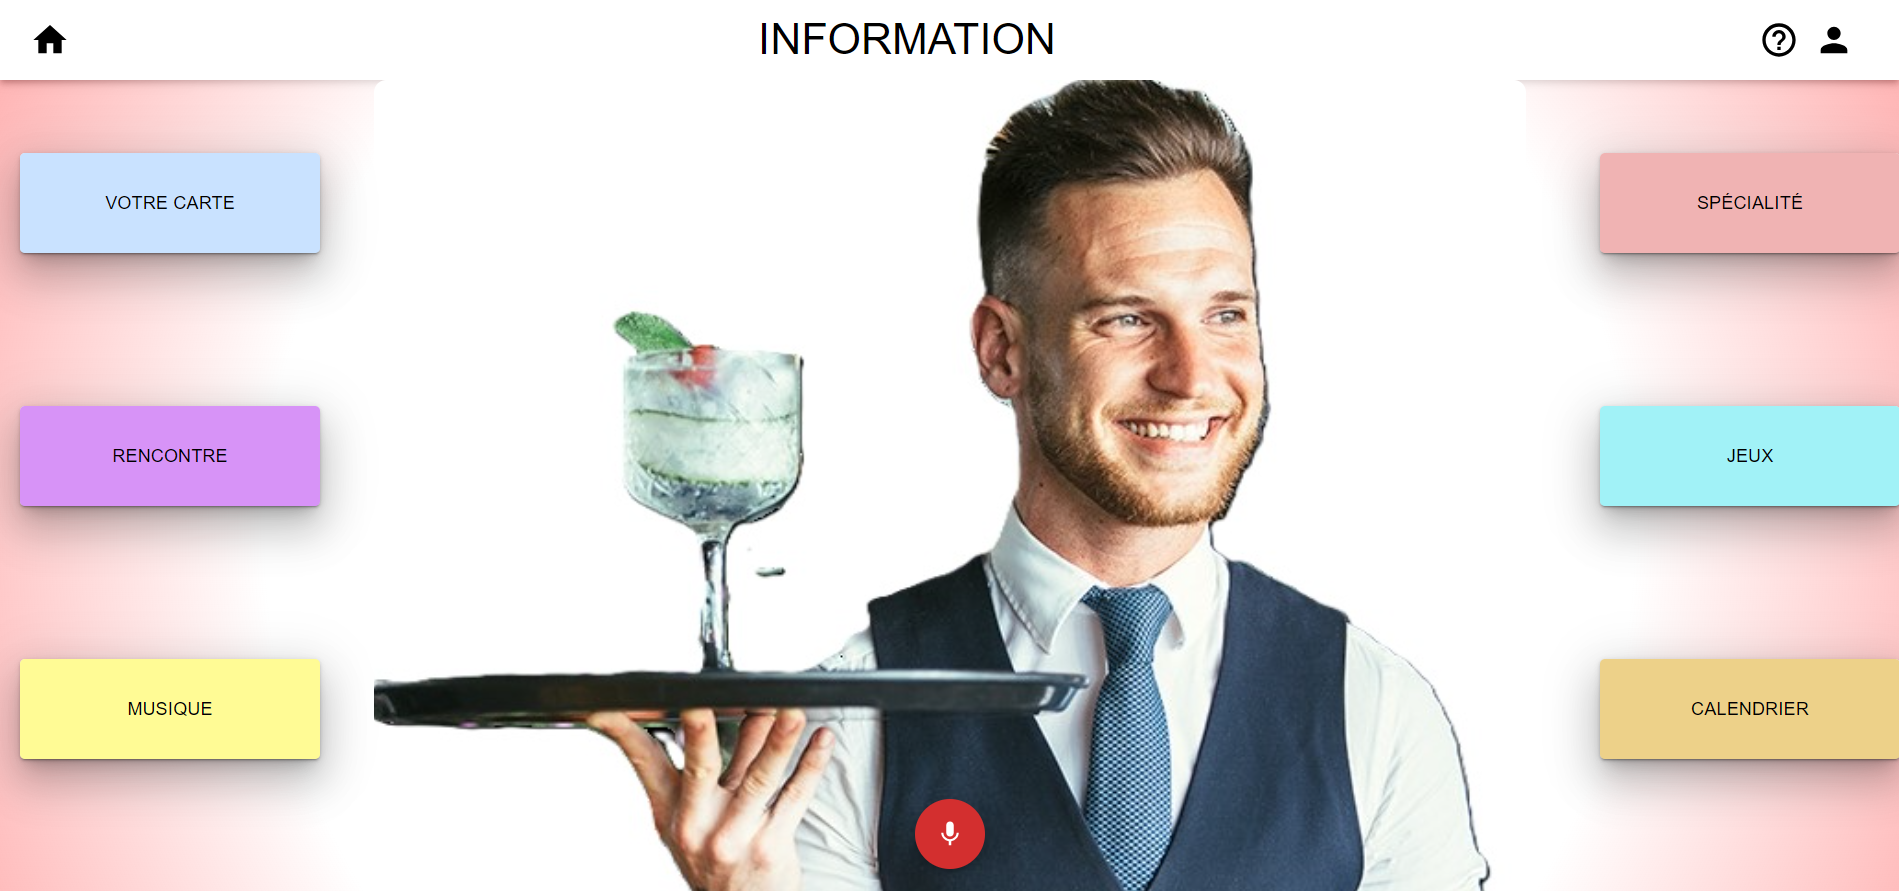 INFORMATION
VOTRE CARTE
SPÉCIALITÉ
RENCONTRE
JEUX
MUSIQUE
CALENDRIER